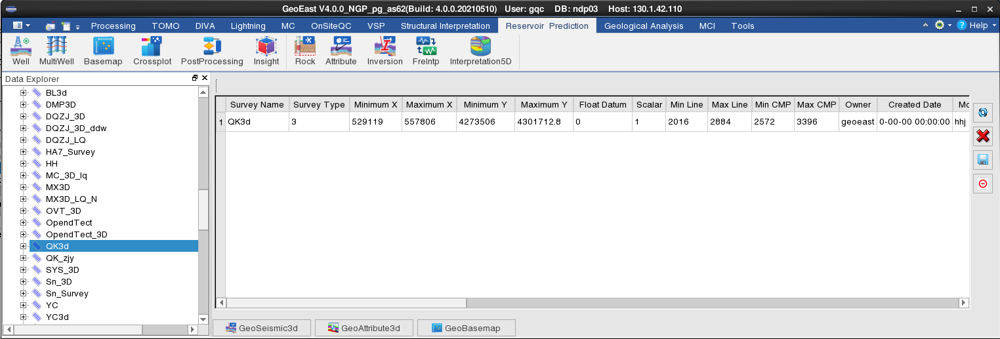 GeoEast V4.0.0_NGP_pg_as62(Build: 4.0.0.20210510) User: gqc DB: ndp03 Host: 130.1.42.110
Processing TOMO DIVA Lightning MC OnSiteQC VSP Structural Interpretation Reservoir Prediction Geological Analysis MCI Tools Help
Well MultiWell Basemap Crossplot PostProcessing Insight Rock Attribute Inversion FreIntp Interpretation5D
Data Explorer
BL3d
DMP3D
DQZJ_3D
DQZJ_3D_ddw
DQZJ_LQ
HA7_Survey
HH
MC_3D_lq
MX3D
MX3D_LQ_N
OVT_3D
OpendTect
OpendTect_3D
QK3d
QK_zjy
SYS_3D
Sn_3D
Sn_Survey
YC
YC3d
Survey Name Survey Type Minimum X Maximum X Minimum Y Maximum Y Float Datum Scalar Min Line Max Line Min CMP Max CMP Owner Created Date Mo
1 QK3d 3 529119 557806 4273506 4301712.8 0 1 2016 2884 2572 3396 geoeast 0-00-00 00:00:00 hhj
GeoSeismic3d GeoAttribute3d GeoBasemap